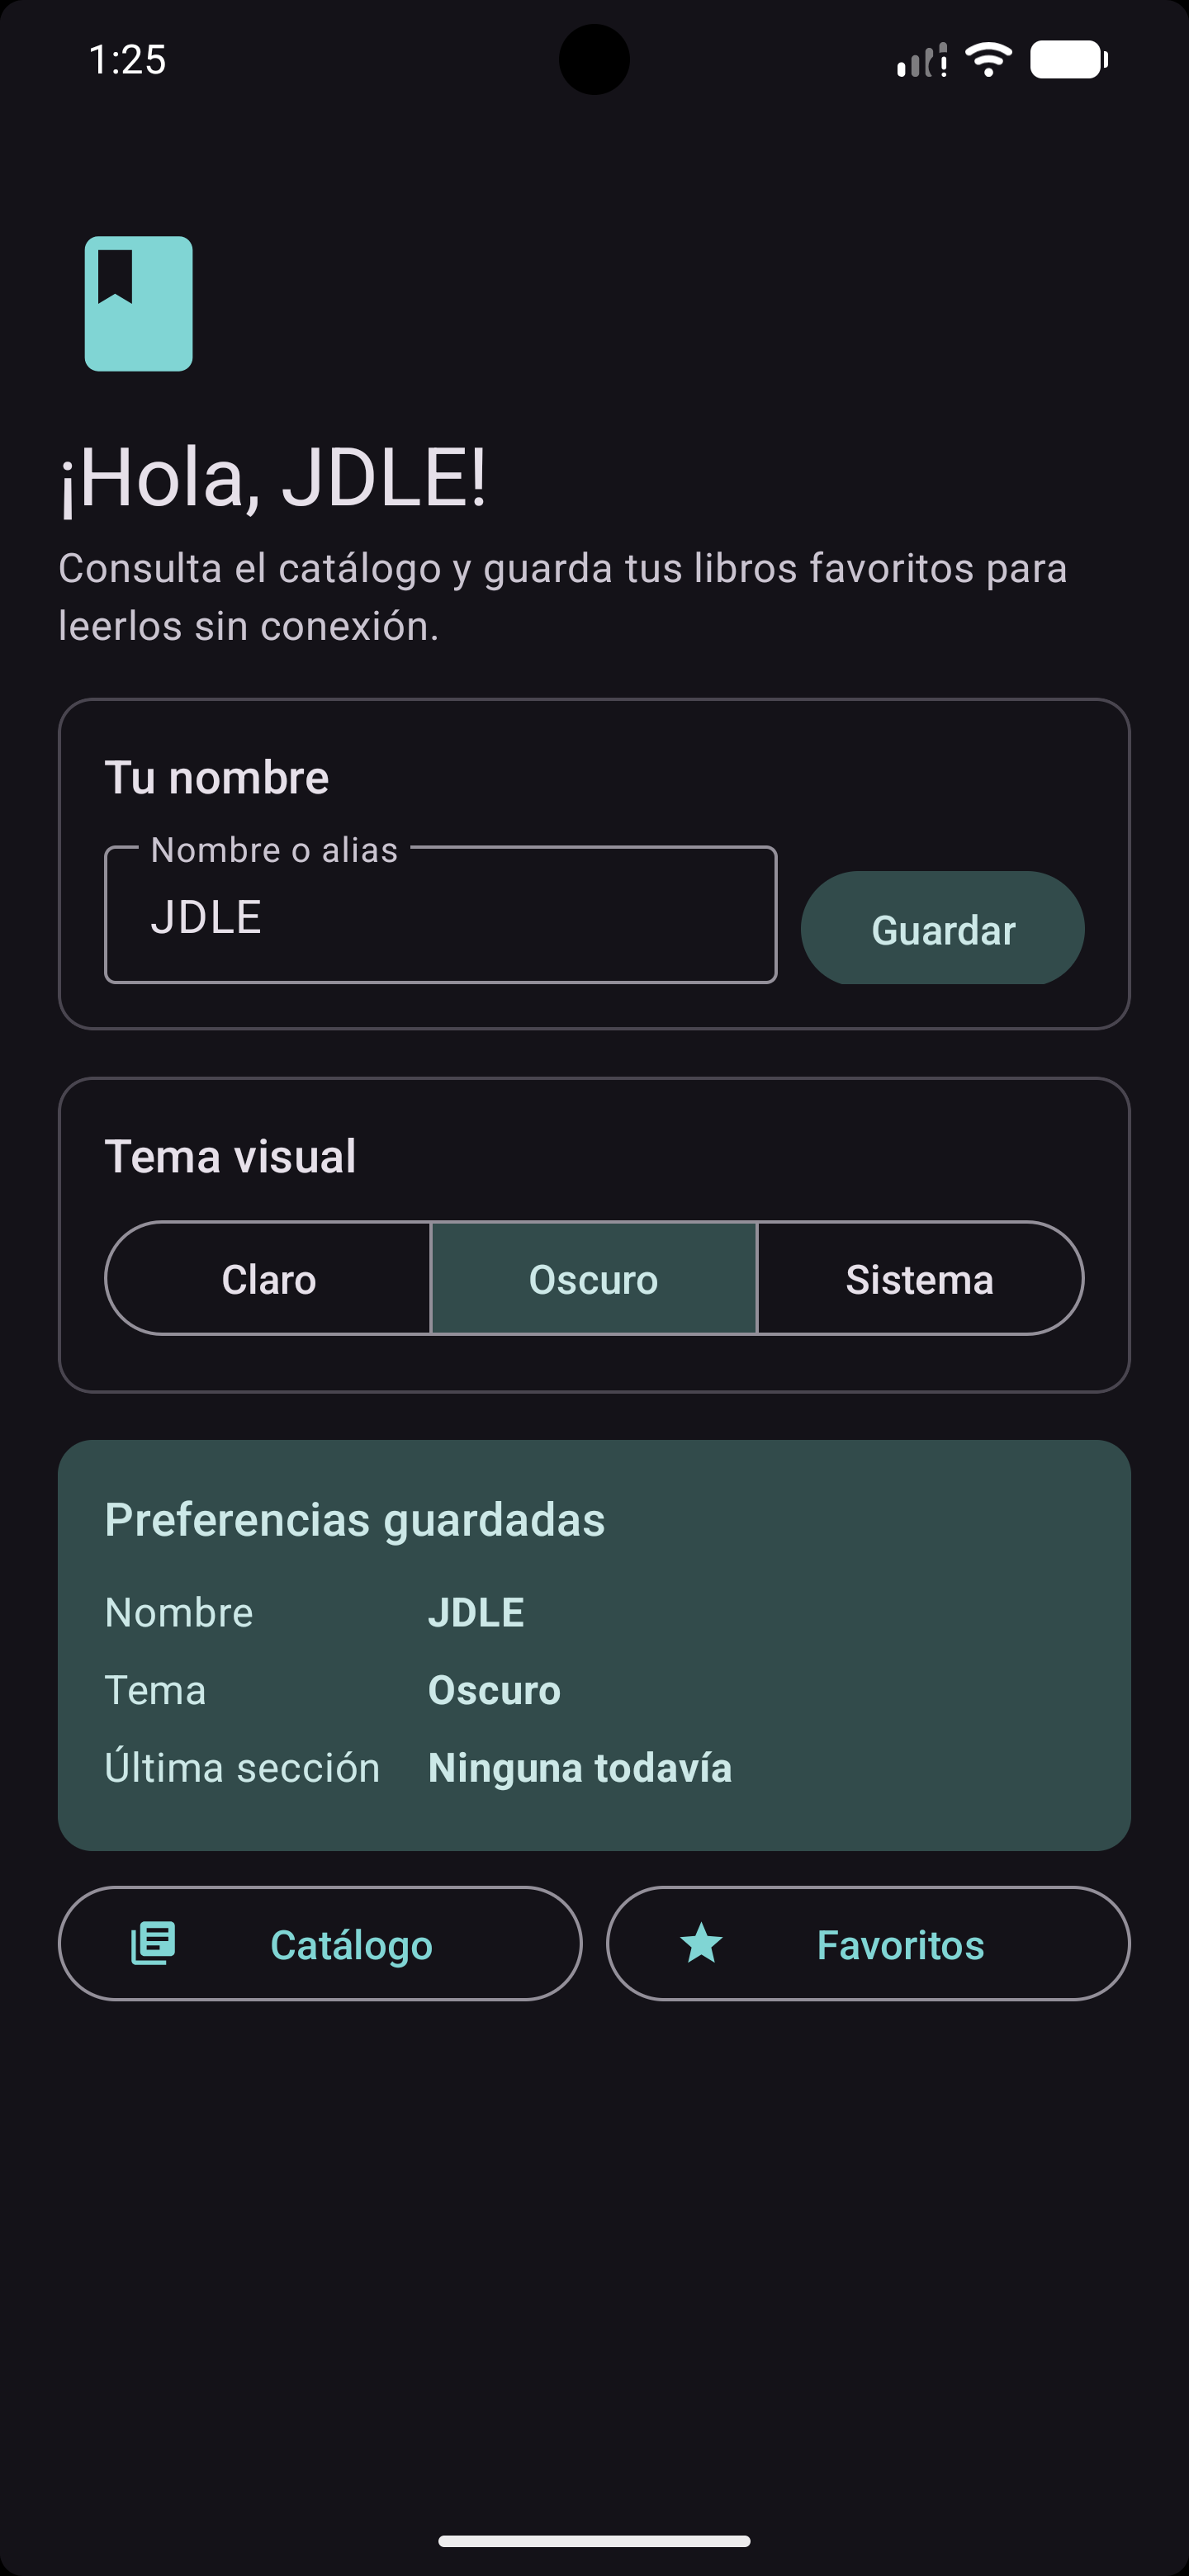 1:25
¡Hola, JDLE!
Consulta el catálogo y guarda tus libros favoritos para
leerlos sin conexión.
Tu nombre
Nombre o alias
JDLE
Guardar
Tema visual
Claro
Oscuro
Sistema
Preferencias guardadas
Nombre JDLE
Tema Oscuro
Última sección Ninguna todavía
Catálogo
Favoritos